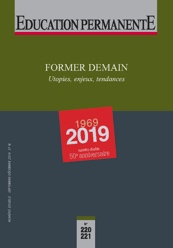 EDUCATION PERMANENTE
FORMER DEMAIN
Utopies, enjeux, tendances
1969
2019
50e anniversaire
N°
220
221